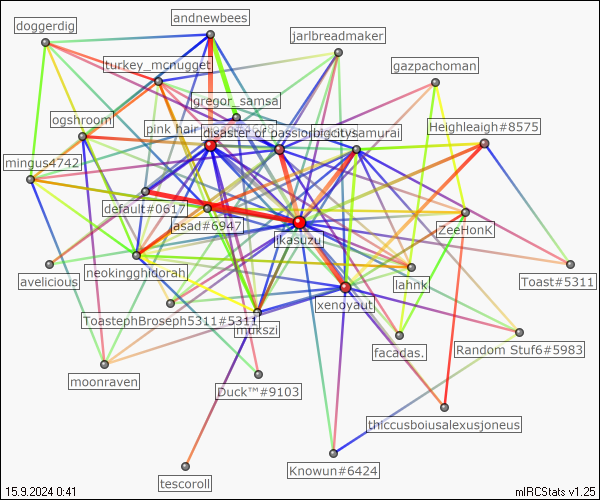 andnewbees
doggerdig
jarlbreadmaker
turkey_mcnugget
gazpachoman
gregor_samsa
ogshroom
pink hair
disaster of passion
bigcitysamurai
Heighleaigh#8575
mingus4742
default#0617
jasad#6947
ikasuzu
ZeeHonK
avelicious
neokingghidorah
lahnk
Toast#5311
xenoyaut
ToastephBroseph5311#5311
mukszi
facadas.
Random Stuf6#5983
moonraven
Duck™#9103
thiccusboiusalexusjoneus
tescoroll
Knowun#6424
15.9.2024 0:41
mIRCStats v1.25